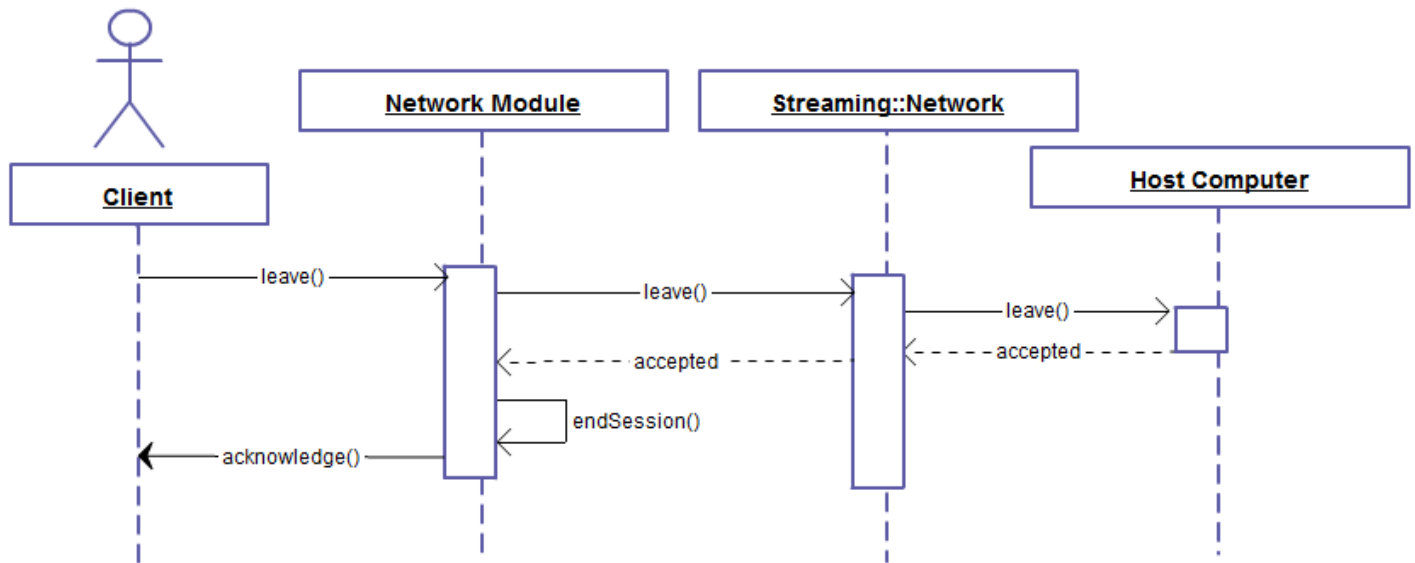 Network Module
Streaming::Network
Host Computer
Client
leave()
leave()
leave()
accepted
accepted
endSession()
acknowledge()